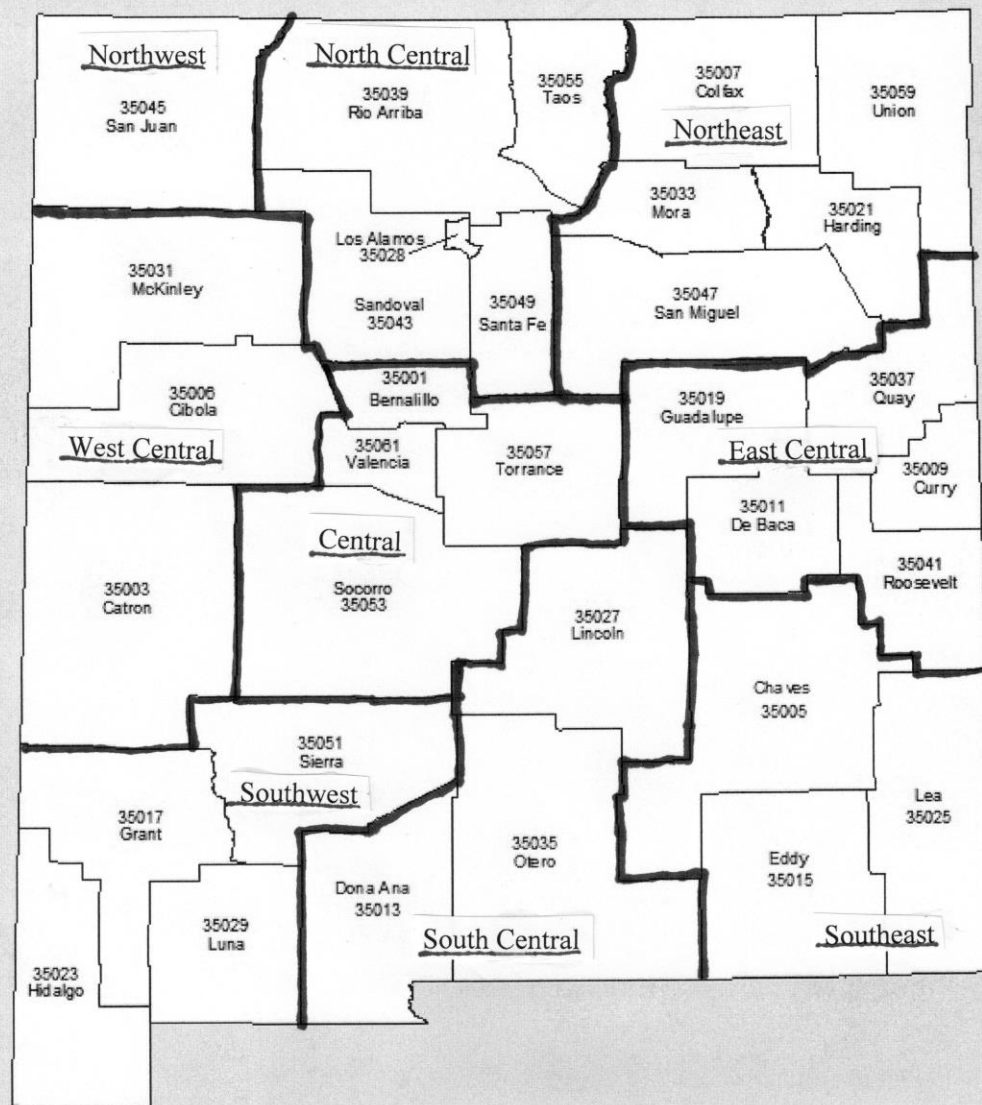 Northwest
35045
San Juan
North Central
35039
Rio Arriba
35055
Taos
35007
Colfax
Northeast
35059
Union
35033
Mora
35021
Harding
Los Alamos
35028
35031
McKinley
Sandoval
35043
35049
Santa Fe
35047
San Miguel
35001
Bernalillo
35006
Cibola
West Central
35061
Valencia
35057
Torrance
35019
Guadalupe
East Central
35037
Quay
35009
Curry
35011
De Baca
35041
Roosevelt
Central
Socorro
35053
35003
Catron
35027
Lincoln
Chaves
35005
35051
Sierra
Southwest
35017
Grant
35035
Otero
Lea
35025
Eddy
35015
Dona Ana
35013
35029
Luna
South Central
Southeast
35023
Hidalgo